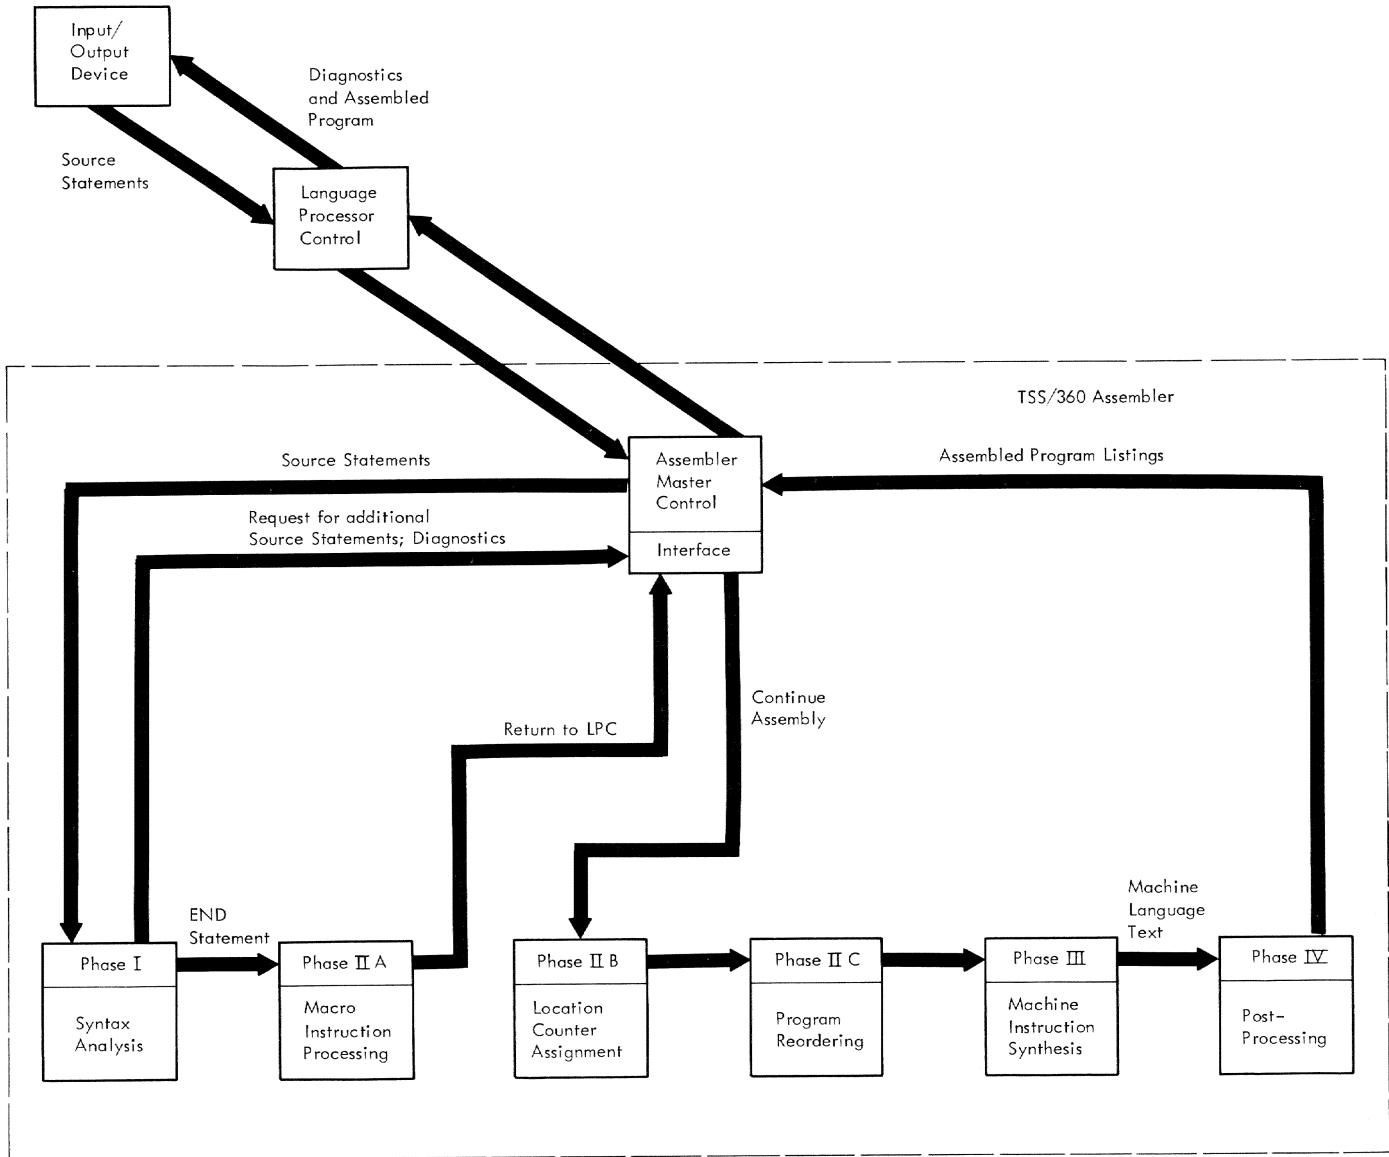 Input/
Output
Device
Diagnostics
and Assembled
Program
Source
Statements
Language
Processor
Control
TSS/360 Assembler
Source Statements
Assembler
Master
Control
Interface
Assembled Program Listings
Request for additional
Source Statements; Diagnostics
Continue
Assembly
Return to LPC
END
Statement
Machine
Language
Text
Phase I
Syntax
Analysis
Phase II A
Macro
Instruction
Processing
Phase II B
Location
Counter
Assignment
Phase II C
Program
Reordering
Phase III
Machine
Instruction
Synthesis
Phase IV
Post-
Processing